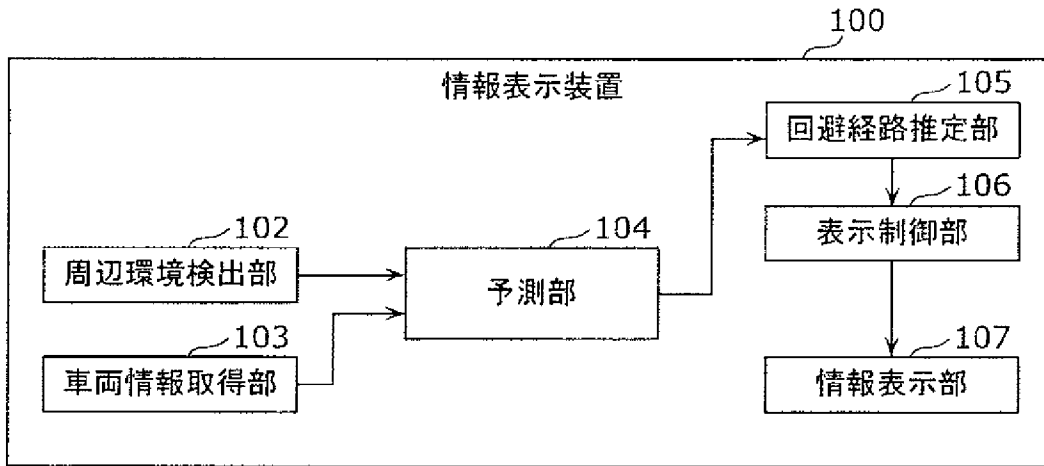 100
情報表示装置
105
回避経路推定部
106
表示制御部
102
周辺環境検出部
104
予測部
103
車両情報取得部
107
情報表示部